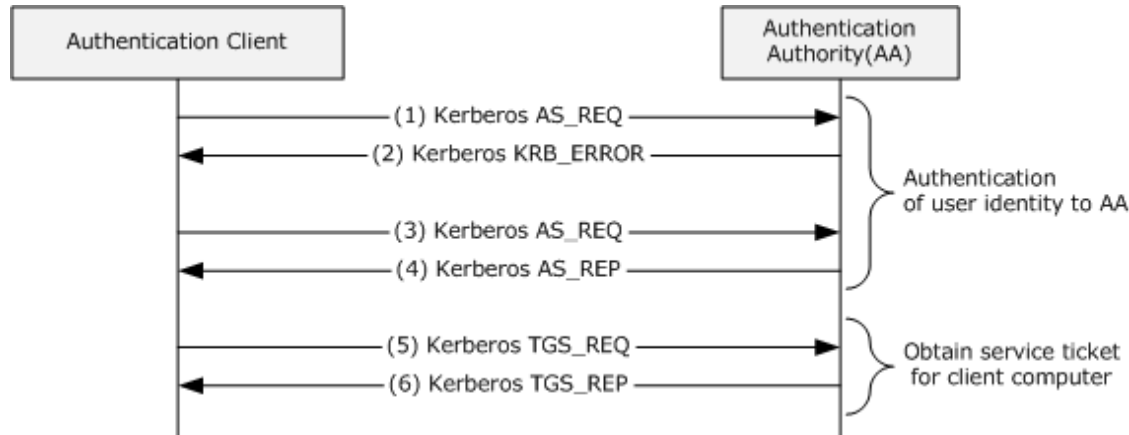 Authentication Client
Authentication
Authority(AA)
(1) Kerberos AS_REQ
(2) Kerberos KRB_ERROR
Authentication
of user identity to AA
(3) Kerberos AS_REQ
(4) Kerberos AS_REP
(5) Kerberos TGS_REQ
(6) Kerberos TGS_REP
Obtain service ticket
for client computer